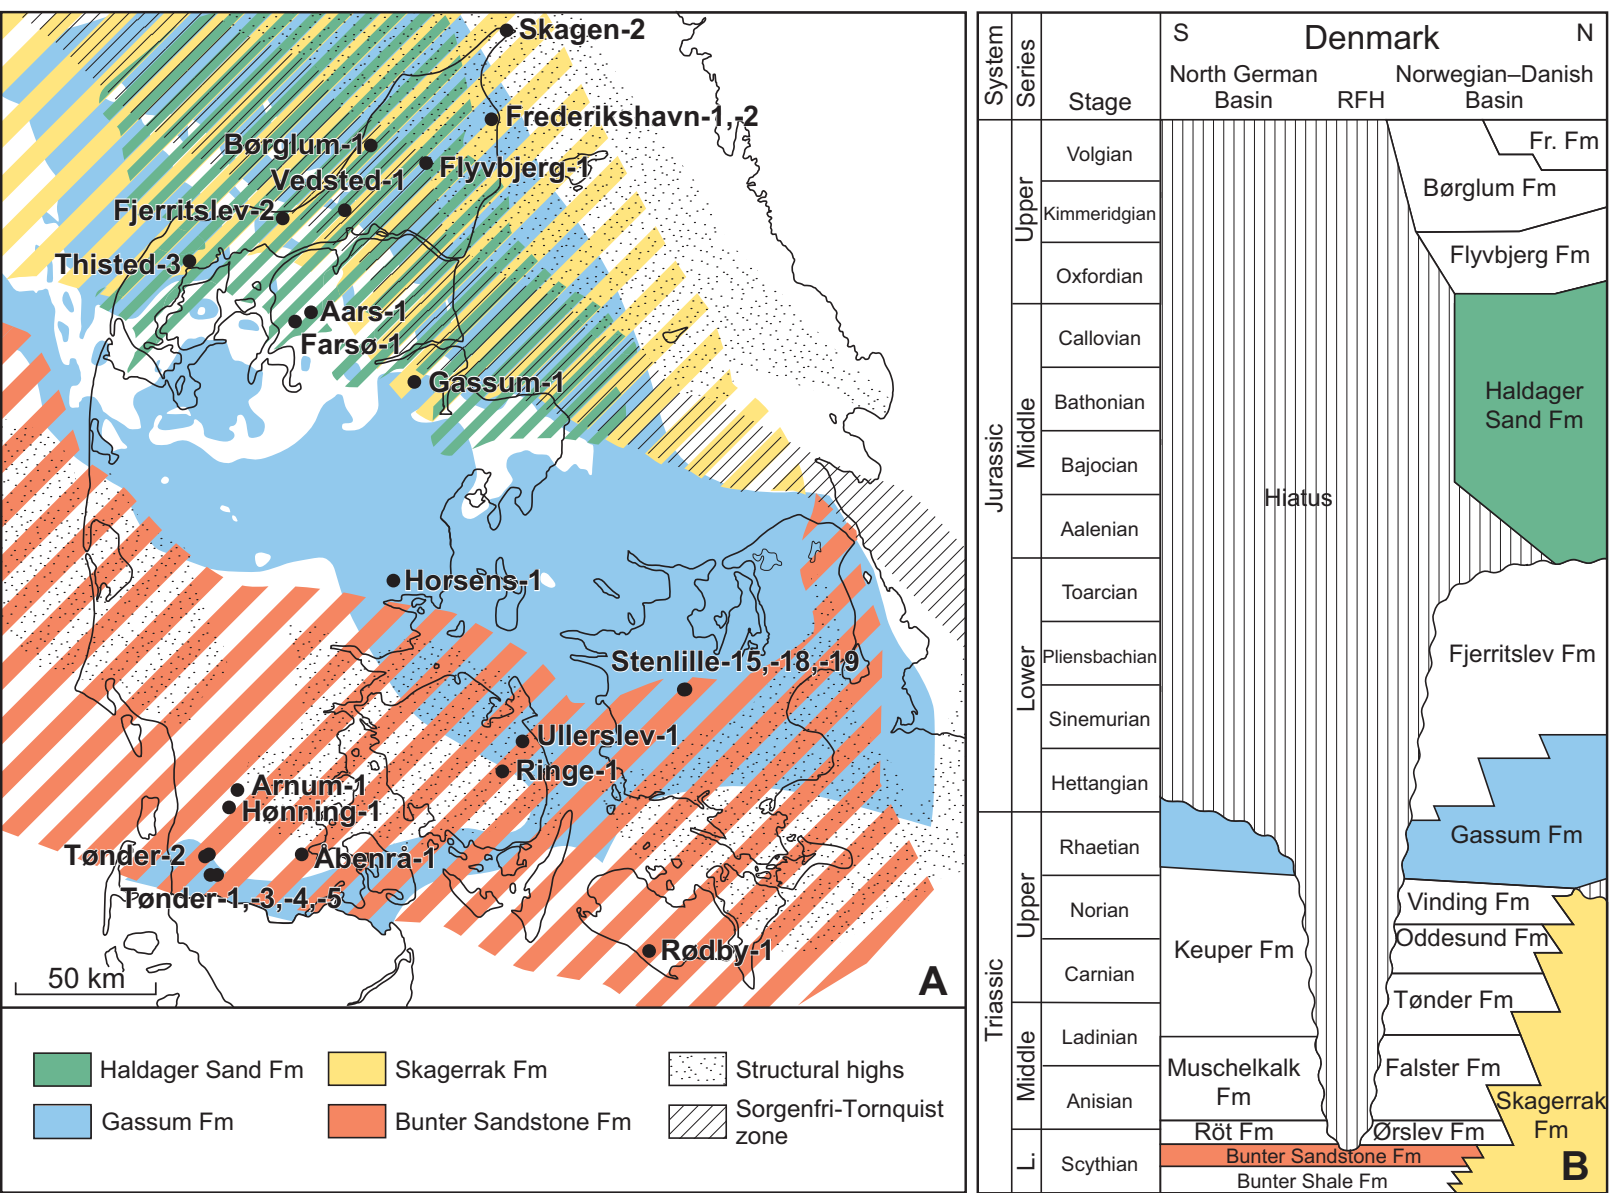 Skagen-2
Frederikshavn-1,-2
Børglum-1
Flyvbjerg-1
Vedsted-1
Fjerritslev-2
Thisted-3
Aars-1
Farsø-1
Gassum-1
Horsens-1
Stenlille-15,-18,-19
Ullerslev-1
Ringe-1
Arnum-1
Hønning-1
Tønder-2
Åbenrå-1
Tønder-1,-3,-4,-5
Rødby-1
50 km
A
Haldager Sand Fm
Skagerrak Fm
Structural highs
Gassum Fm
Bunter Sandstone Fm
Sorgenfri-Tornquist
zone
System
Series
Stage
S
Denmark
N
North German
Basin
RFH
Norwegian–Danish
Basin
Jurassic
Upper
Volgian
Kimmeridgian
Oxfordian
Middle
Callovian
Bathonian
Bajocian
Aalenian
Lower
Toarcian
Pliensbachian
Sinemurian
Hettangian
Triassic
Upper
Rhaetian
Norian
Carnian
Middle
Ladinian
Anisian
L.
Scythian
Hiatus
Fr. Fm
Børglum Fm
Flyvbjerg Fm
Haldager
Sand Fm
Fjerritslev Fm
Gassum Fm
Vinding Fm
Oddesund Fm
Keuper Fm
Tønder Fm
Muschelkalk
Fm
Falster Fm
Skagerrak
Fm
Röt Fm
Ørslev Fm
Bunter Sandstone Fm
Bunter Shale Fm
B